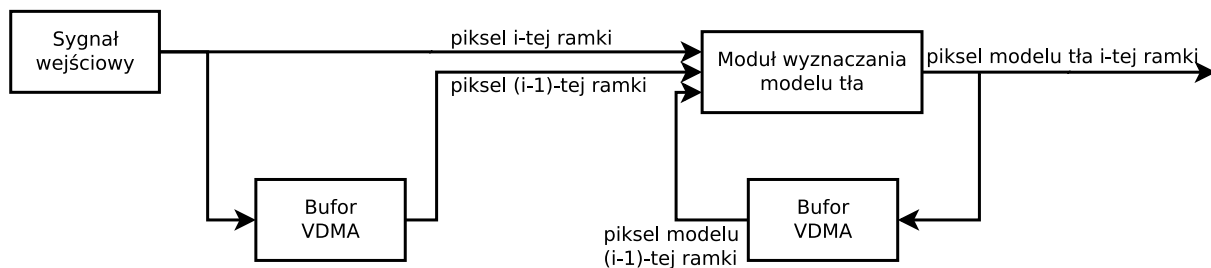 Sygnał
wejściowy
piksel i-tej ramki
piksel (i-1)-tej ramki
Moduł wyznaczania
modelu tła
piksel modelu tła i-tej ramki
Bufor
VDMA
piksel modelu
(i-1)-tej ramki
Bufor
VDMA